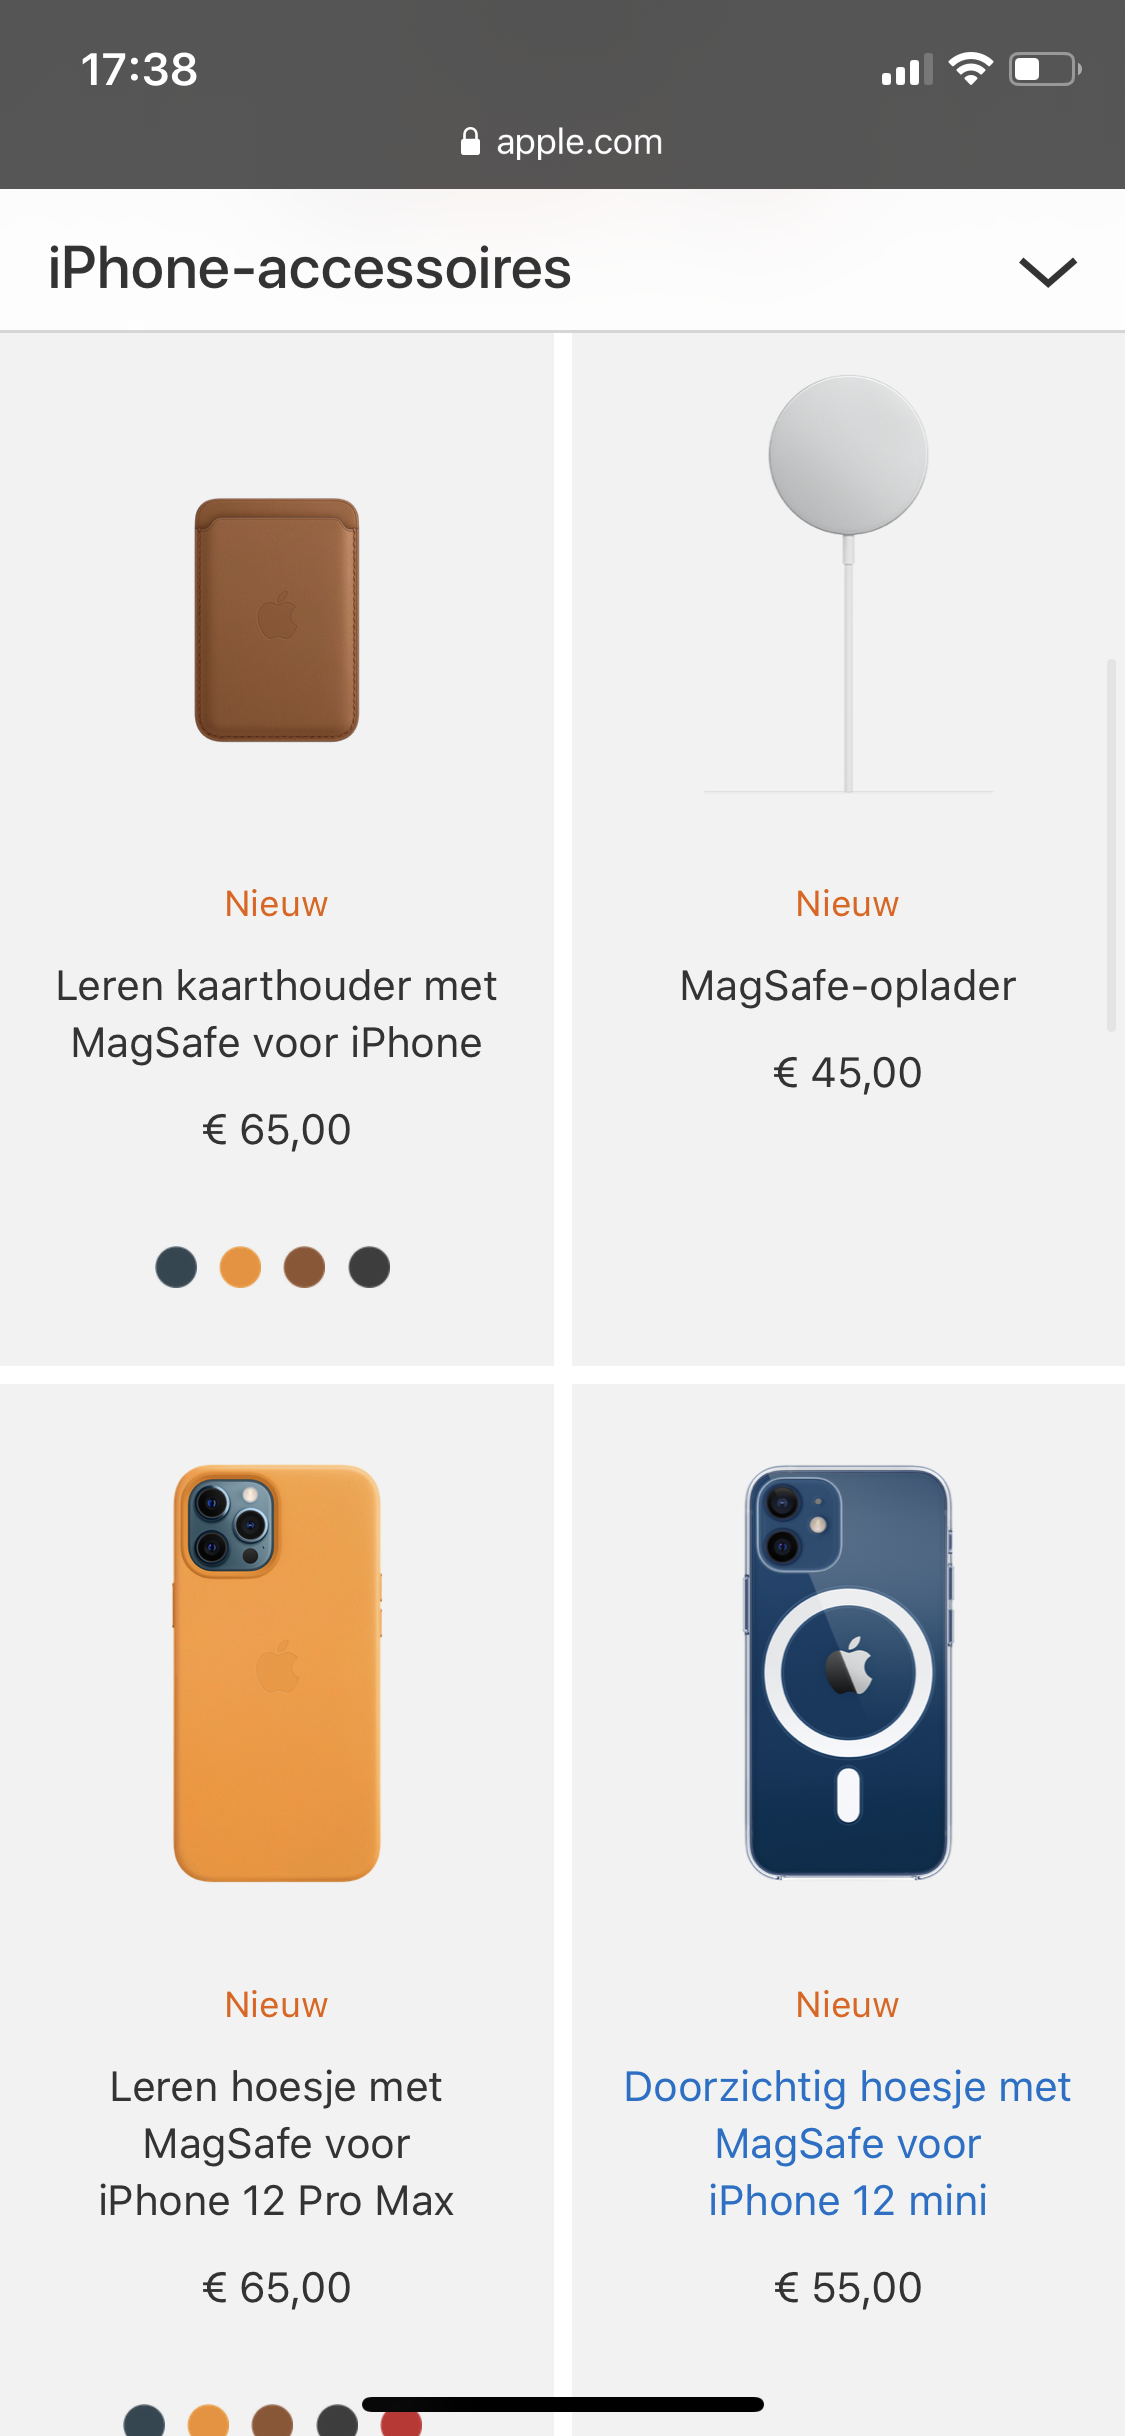 17:38
apple.com
iPhone-accessoires
Nieuw
Leren kaarthouder met
MagSafe voor iPhone
€ 65,00
Nieuw
MagSafe-oplader
€ 45,00
Nieuw
Leren hoesje met
MagSafe voor
iPhone 12 Pro Max
€ 65,00
Nieuw
Doorzichtig hoesje met
MagSafe voor
iPhone 12 mini
€ 55,00